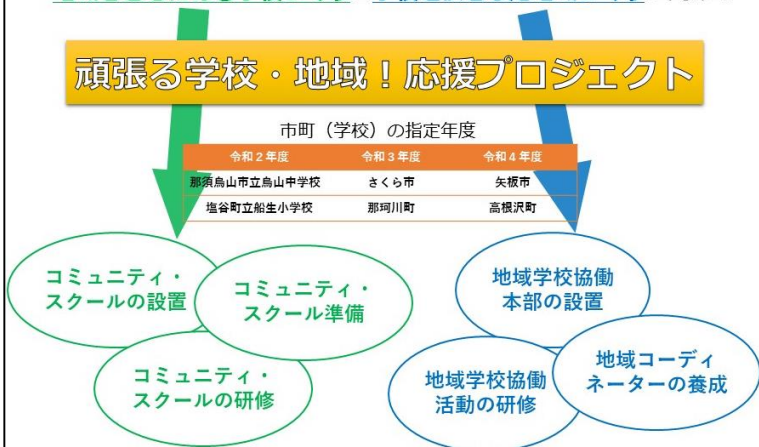 頑張る学校・地域！応援プロジェクト
市町（学校）の指定年度
令和２年度 令和３年度 令和４年度
那須烏山市立烏山中学校 さくら市 矢板市
塩谷町立船生小学校 那珂川町 高根沢町
コミュニティ・
スクールの設置
コミュニティ・
スクール準備
コミュニティ・
スクールの研修
地域学校協働
本部の設置
地域学校協働
活動の研修
地域コーディ
ネーターの養成